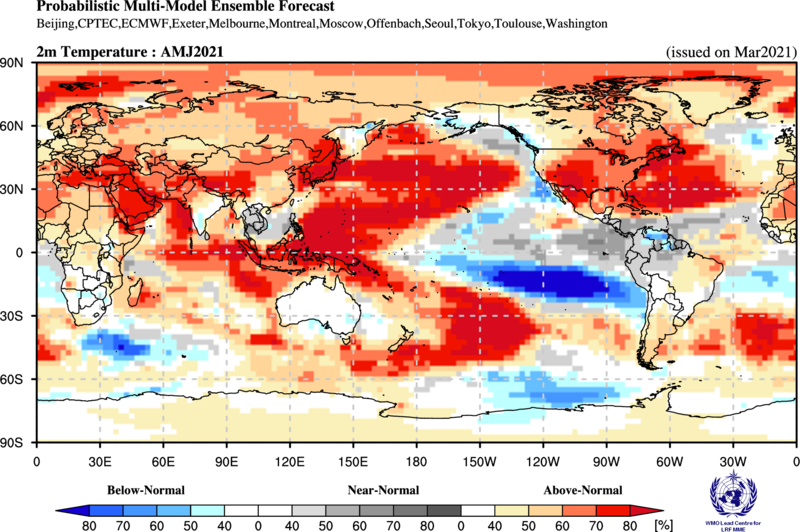 Probabilistic Multi-Model Ensemble Forecast
Beijing,CPTEC,ECMWF,Exeter,Melbourne,Montreal,Moscow,Offenbach,Seoul,Tokyo,Toulouse,Washington
2m Temperature : AMJ2021 (issued on Mar2021)
90N
60N
30N
0
30S
60S
90S
0 30E 60E 90E 120E 150E 180 150W 120W 90W 60W 30W 0
Below-Normal Near-Normal Above-Normal
80 70 60 50 40 0 40 50 60 70 80 0 40 50 60 70 80 [%]
WMO Lead Centre for
LRFMME